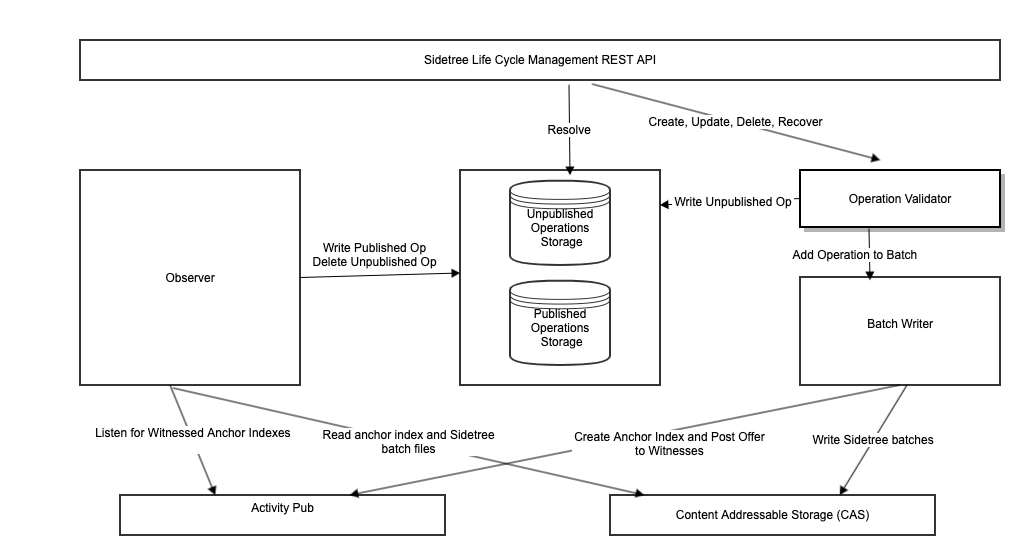 Sidetree Life Cycle Management REST API
Resolve
Create, Update, Delete, Recover
Unpublished
Operations
Storage
Write Unpublished Op
Operation Validator
Write Published Op
Delete Unpublished Op
Observer
Add Operation to Batch
Published
Operations
Storage
Batch Writer
Listen for Witnessed Anchor Indexes
Read anchor index and Sidetree
batch files
Create Anchor Index and Post Offer
to Witnesses
Write Sidetree batches
Activity Pub
Content Addressable Storage (CAS)